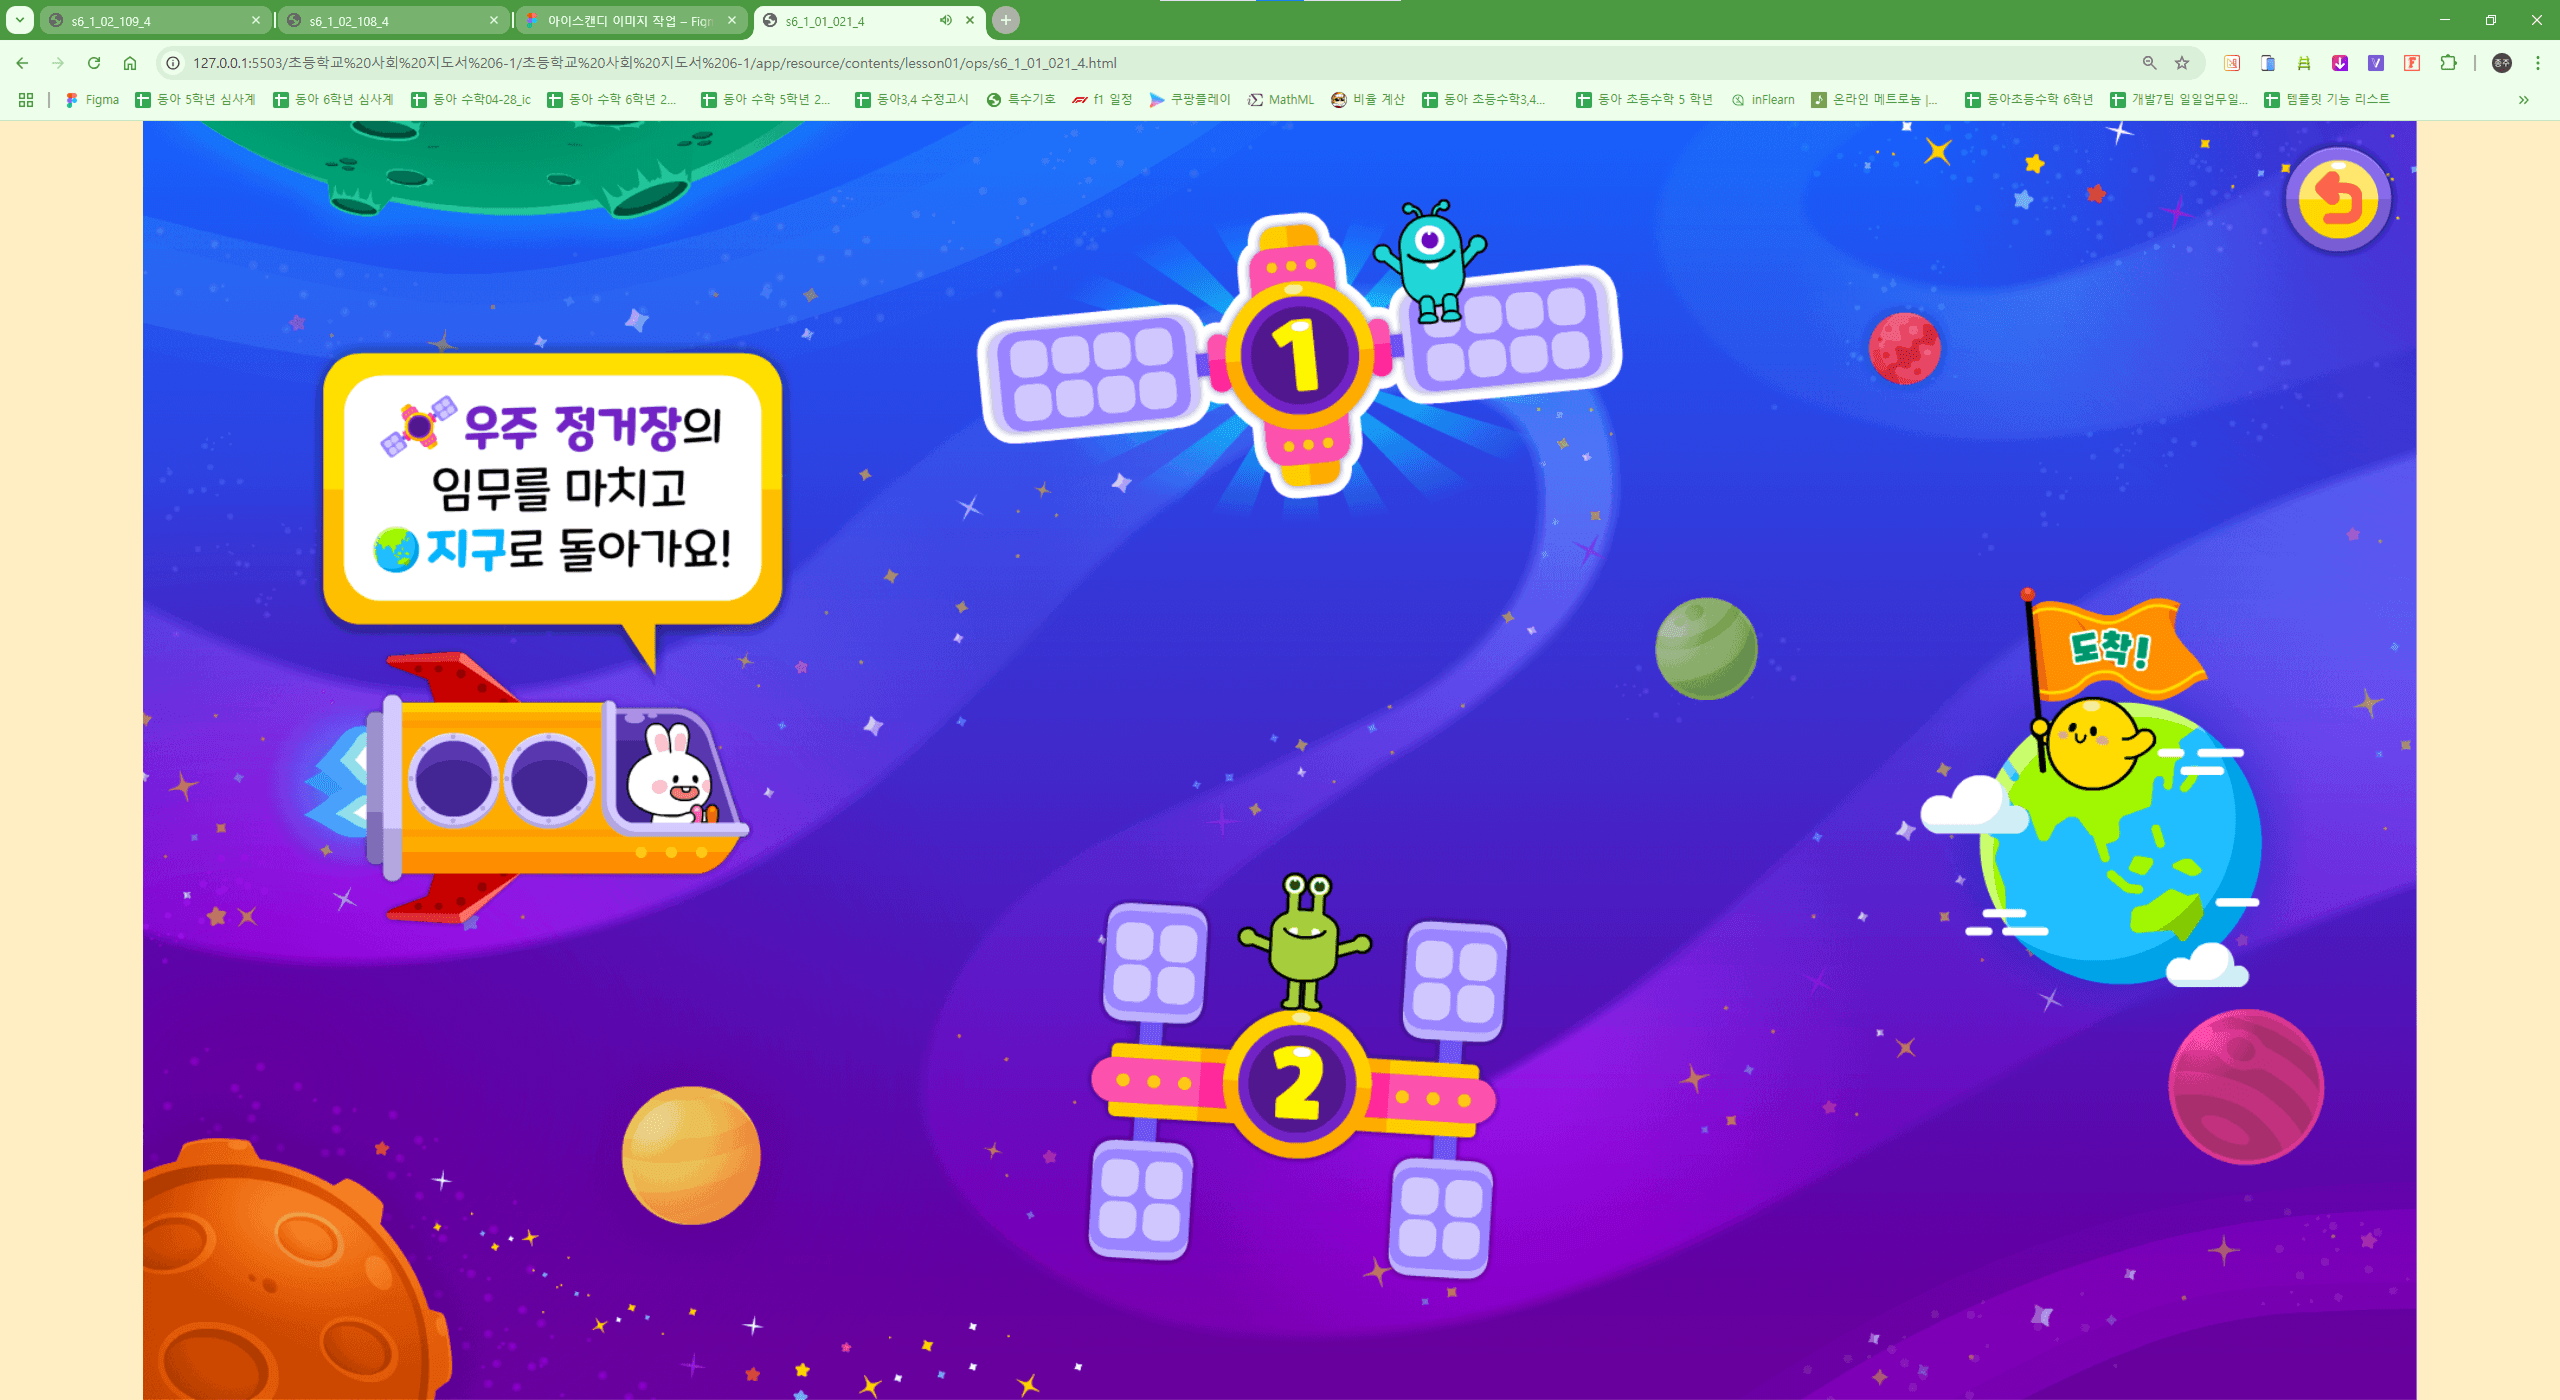 s6_1_02_109_4
s6_1_02_108_4
아이스캔디 이미지 작업 – Fign
s6_1_01_021_4
127.0.0.1:5503/초등학교%20사회%20지도서%206-1/초등학교%20사회%20지도서%206-1/app/resource/contents/lesson01/ops/s6_1_01_021_4.html
종주
Figma
동아 5학년 심사계
동아 6학년 심사계
동아 수학04-28_ic
동아 수학 6학년 2...
동아 수학 5학년 2...
동아3,4 수정고시
특수기호
f1 일정
쿠팡플레이
MathML
비율 계산
동아 초등수학3,4...
동아 초등수학 5 학년
inFlearn
온라인 메트로놈 |...
동아초등수학 6학년
개발7팀 일일업무일...
템플릿 기능 리스트
우주 정거장의
임무를 마치고
지구로 돌아가요!
1
도착!
2